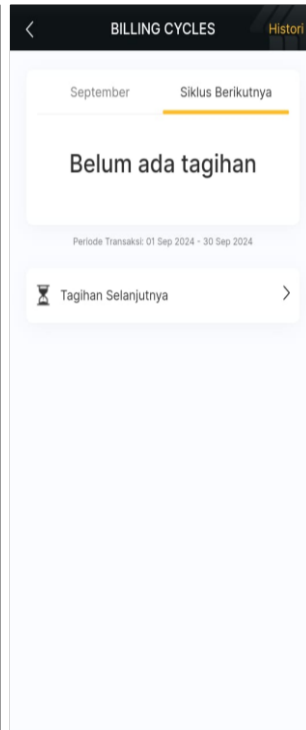 BILLING CYCLES
Histori
September
Siklus Berikutnya
Belum ada tagihan
Periode Transaksi: 01 Sep 2024 - 30 Sep 2024
Tagihan Selanjutnya